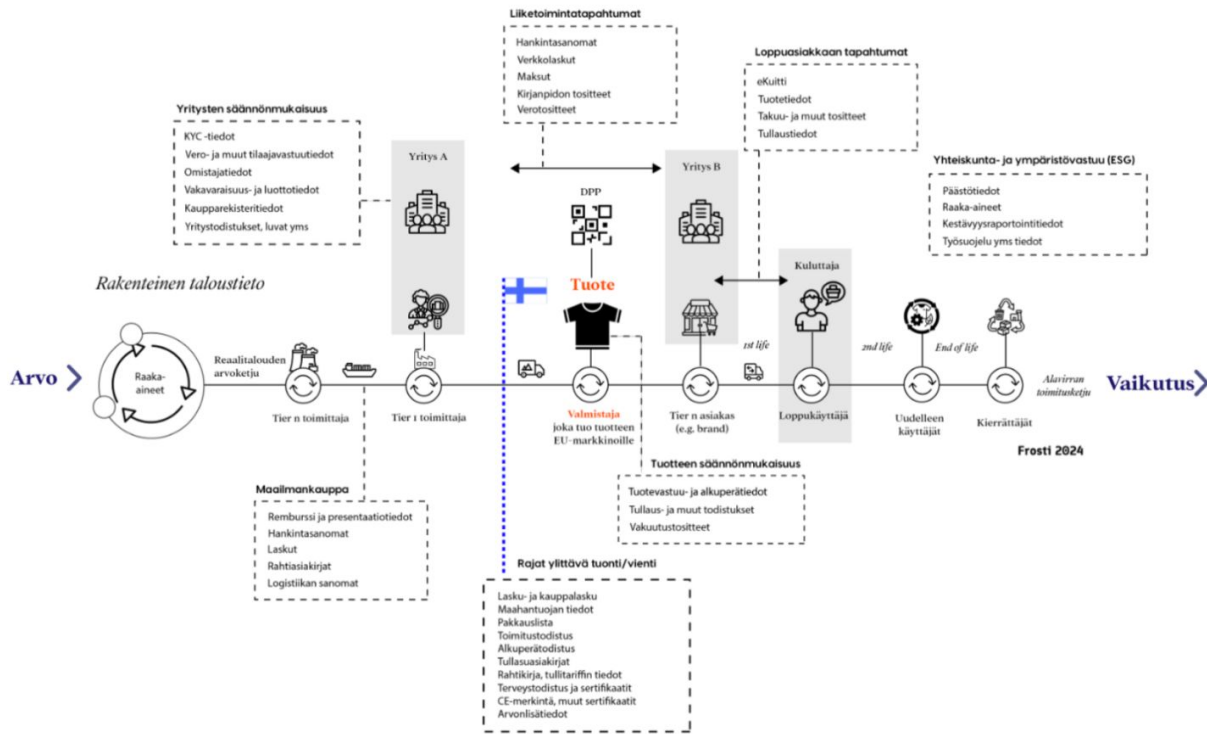 Liiketoimintatapahtumat
Hankintasanomat
Verkkolaskut
Maksut
Kirjanpidon tositteet
Verotositteet
Loppuasiakkaan tapahtumat
eKuitti
Tuotetiedot
Takuu- ja muut tositteet
Tullaustiedot
Yritysten säännönmukaisuus
KYC -tiedot
Vero- ja muut tilaajavastuutiedot
Omistajatiedot
Vakavaraisuus- ja luottotiedot
Kaupparekisteritiedot
Yritystodistukset, luvat yms
Yritys A
Yritys B
Yhteiskunta- ja ympäristövastuu (ESG)
Päästötiedot
Raaka-aineet
Kestävyysraportointitiedot
Työsuojelu yms tiedot
DPP
Kuluttaja
Rakenteinen taloustieto
Tuote
Arvo
Raaka-
aineet
Reaalitalouden
arvoketju
1st life
2nd life
End of life
Alavirran
toimitusketju
Vaikutus
Tier n toimittaja
Tier 1 toimittaja
Valmistaja
joka tuo tuotteen
EU-markkinoille
Tier n asiakas
(e.g. brand)
Loppukäyttäjä
Uudelleen
käyttäjät
Kierrättäjät
Frosti 2024
Maailmankauppa
Remburssi ja presentaatiotiedot
Hankintasanomat
Laskut
Rahtiasiakirjat
Logistiikan sanomat
Tuotteen säännönmukaisuus
Tuotevastuu- ja alkuperätiedot
Tullaus- ja muut todistukset
Vakuutustositteet
Rajat ylittävä tuonti/vienti
Lasku- ja kauppalasku
Maahantuojan tiedot
Pakkauslista
Toimitustodistus
Alkuperätodistus
Tullasuasiakirjat
Rahtikirja, tullitariffin tiedot
Terveystodistus ja sertifikaatit
CE-merkintä, muut sertifikaatit
Arvonlisätiedot